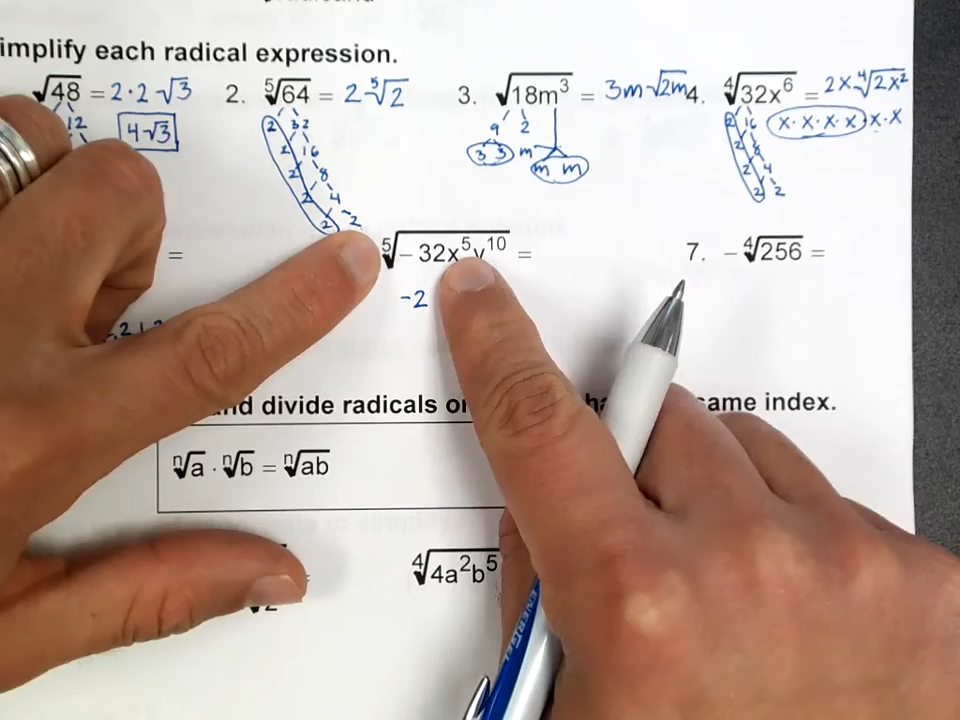 implify each radical expression.
√48 = 2·2√3 2. ⁵√64 = 2 ⁵√2 3. √18m³ = 3m√2m 4. ⁴√32x⁶ = 2x ⁴√2x²
12 4√3 2 32 9 2 2 16 x·x·x·x·x·x
2 16 3 3 m m m 2 8
2 8 2 4
2 4 2 2
2 2
= ⁵√-32x⁵y¹⁰ = 7. -⁴√256 =
-2
nd divide radicals same index.
ⁿ√a · ⁿ√b = ⁿ√ab
⁴√4a²b⁵
ENERGEL